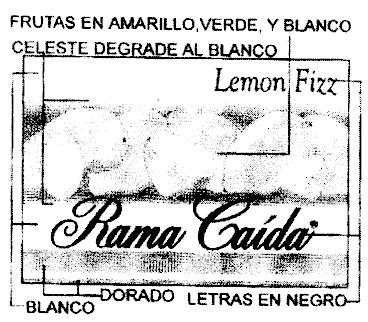 FRUTAS EN AMARILLO,VERDE, Y BLANCO
CELESTE DEGRADE AL BLANCO
Lemon Fizz
Rama Caída
DORADO
LETRAS EN NEGRO
BLANCO